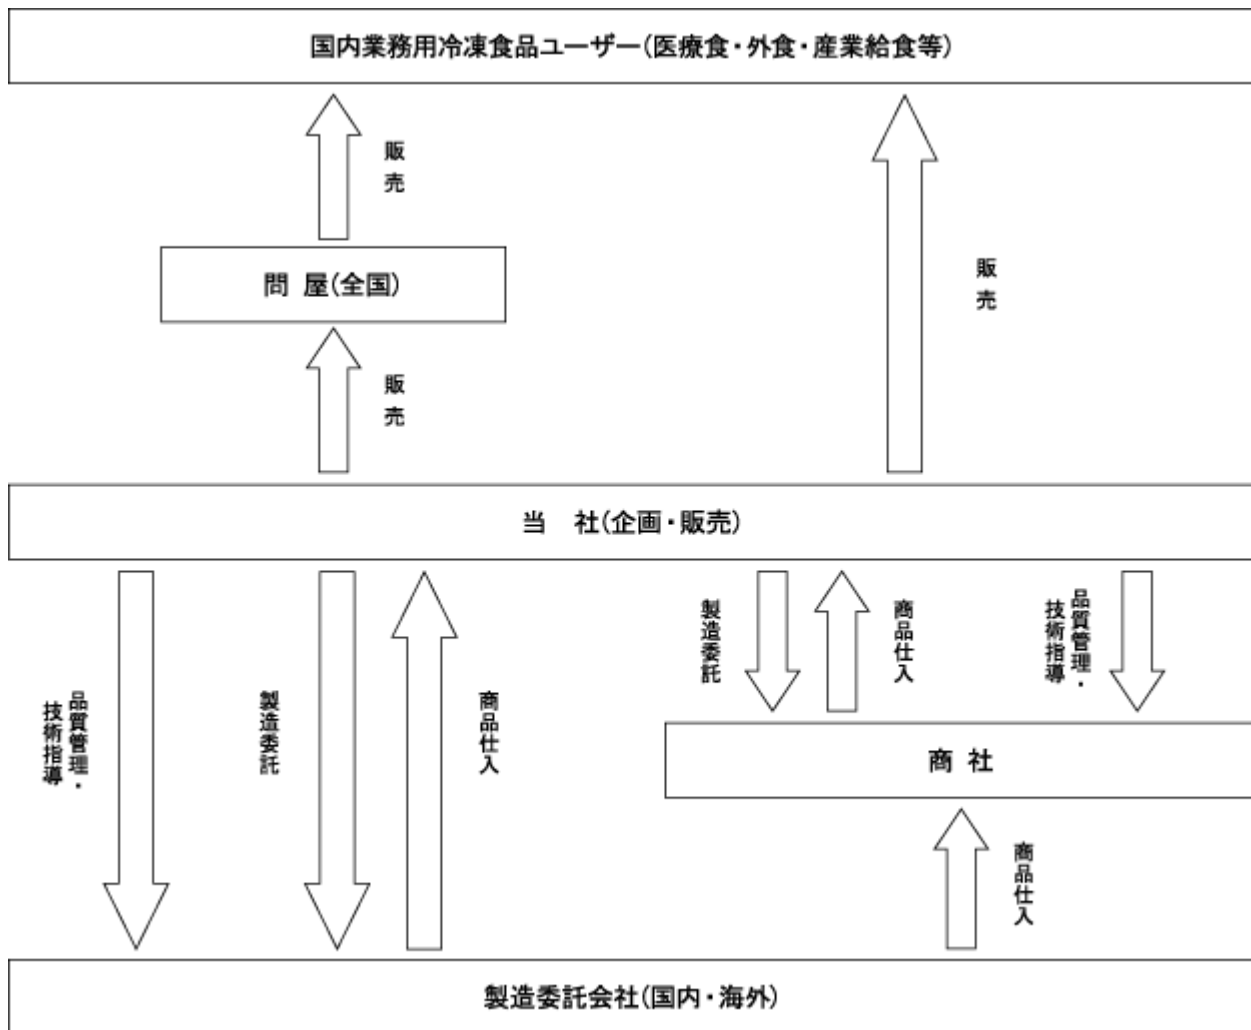 国内業務用冷凍食品ユーザー(医療食・外食・産業給食等)
販売
問 屋(全国)
販売
販売
当　社(企画・販売)
品質管理・
技術指導
製造委託
商品仕入
製造委託
商品仕入
品質管理・
技術指導
商 社
商品仕入
製造委託会社(国内・海外)